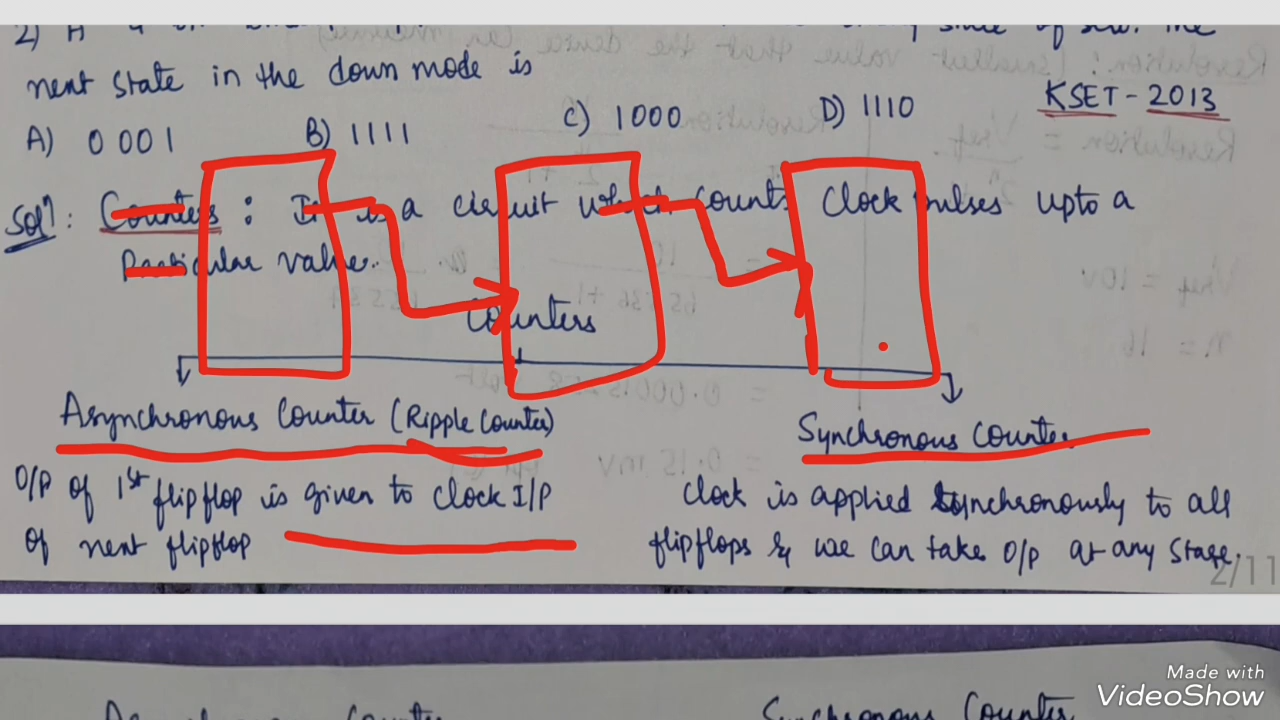 next state in the down mode is
KSET - 2013
A) 0001 B) 1111 C) 1000 D) 1110
Solⁿ: Counters : It is a circuit which counts clock pulses upto a
Particular value.
Counters
Asynchronous Counter (Ripple Counter)
Synchronous Counter
O/P of 1st flipflop is given to clock I/P
of next flipflop
Clock is applied synchronously to all
flipflops & we can take O/P at any stage.
2/11
Made with
VideoShow
Synchronous Counter